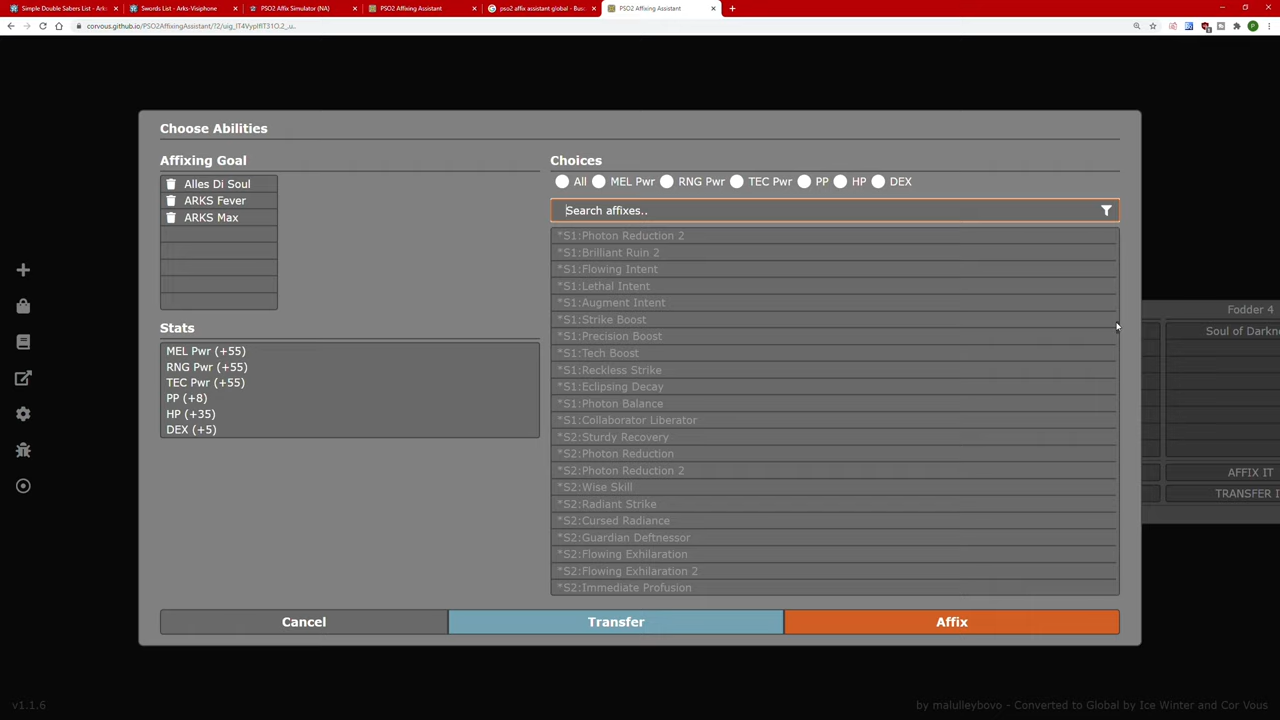 Simple Double Sabers List - Arks-
Swords List - Arks-Visiphone
PSO2 Affix Simulator (NA)
PSO2 Affixing Assistant
pso2 affix assistant global - Bus
PSO2 Affixing Assistant
corvous.github.io/PSO2AffixingAssistant/?2/uig_IT4VypIfIT31O.2_.u..
Choose Abilities
Affixing Goal
Alles Di Soul
ARKS Fever
ARKS Max
Stats
MEL Pwr (+55)
RNG Pwr (+55)
TEC Pwr (+55)
PP (+8)
HP (+35)
DEX (+5)
Choices
All MEL Pwr RNG Pwr TEC Pwr PP HP DEX
Search affixes..
*S1:Photon Reduction 2
*S1:Brilliant Ruin 2
*S1:Flowing Intent
*S1:Lethal Intent
*S1:Augment Intent
*S1:Strike Boost
*S1:Precision Boost
*S1:Tech Boost
*S1:Reckless Strike
*S1:Eclipsing Decay
*S1:Photon Balance
*S1:Collaborator Liberator
*S2:Sturdy Recovery
*S2:Photon Reduction
*S2:Photon Reduction 2
*S2:Wise Skill
*S2:Radiant Strike
*S2:Cursed Radiance
*S2:Guardian Deftnessor
*S2:Flowing Exhilaration
*S2:Flowing Exhilaration 2
*S2:Immediate Profusion
Cancel Transfer Affix
Fodder 4
Soul of Darkn
AFFIX IT
TRANSFER I
v1.1.6
by malulleybovo - Converted to Global by Ice Winter and Cor Vous